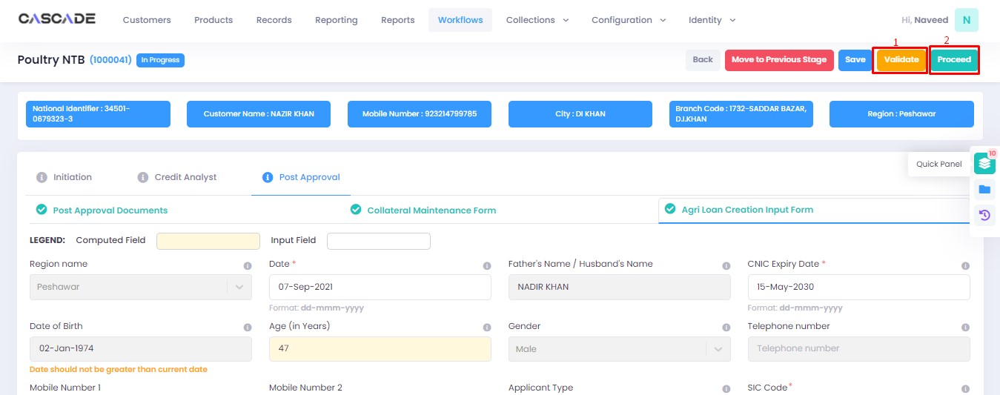 CASCADE
Customers Products Records Reporting Reports Workflows Collections Configuration Identity Hi, Naveed N
1 2
Poultry NTB (1000041) In Progress Back Move to Previous Stage Save Validate Proceed
National Identifier : 34501-
0679323-3
Customer Name : NAZIR KHAN
Mobile Number : 923214799785
City : DI KHAN
Branch Code : 1732-SADDAR BAZAR,
D.I.KHAN
Region : Peshawar
10
Quick Panel
Initiation Credit Analyst Post Approval
Post Approval Documents Collateral Maintenance Form Agri Loan Creation Input Form
LEGEND: Computed Field Input Field
Region name Date * Father's Name / Husband's Name CNIC Expiry Date *
Peshawar 07-Sep-2021 NADIR KHAN 15-May-2030
Format: dd-mmm-yyyy Format: dd-mmm-yyyy
Date of Birth Age (in Years) Gender Telephone number
02-Jan-1974 47 Male Telephone number
Date should not be greater than current date
Mobile Number 1 Mobile Number 2 Applicant Type SIC Code*